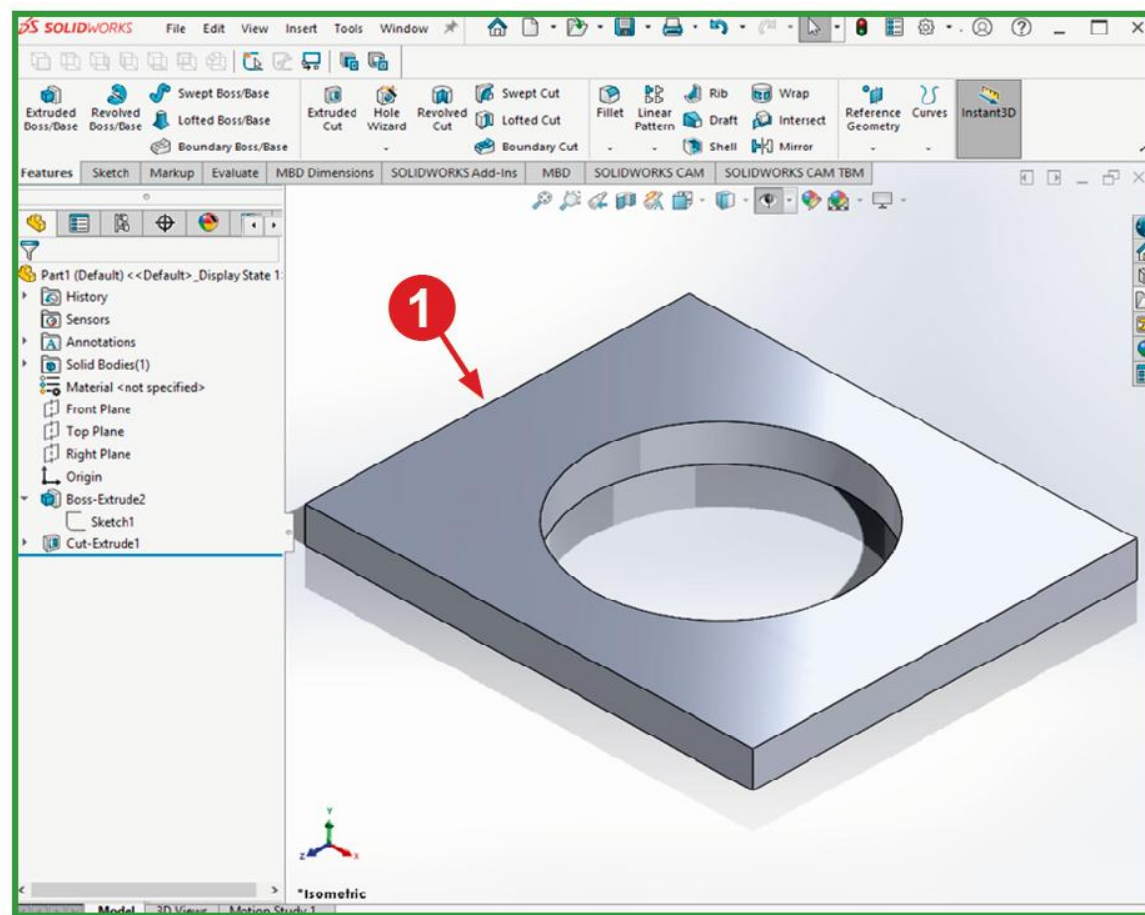 DS SOLIDWORKS File Edit View Insert Tools Window
Extruded Boss/Base
Revolved Boss/Base
Swept Boss/Base
Lofted Boss/Base
Boundary Boss/Base
Extruded Cut
Hole Wizard
Revolved Cut
Swept Cut
Lofted Cut
Boundary Cut
Fillet
Linear Pattern
Rib
Draft
Shell
Wrap
Intersect
Mirror
Reference Geometry
Curves
Instant3D
Features Sketch Markup Evaluate MBD Dimensions SOLIDWORKS Add-Ins MBD SOLIDWORKS CAM SOLIDWORKS CAM TBM
Part1 (Default) <<Default>_Display State 1
History
Sensors
Annotations
Solid Bodies(1)
Material <not specified>
Front Plane
Top Plane
Right Plane
Origin
Boss-Extrude2
Sketch1
Cut-Extrude1
1
Y
Z X
*Isometric
Model 3D Views Motion Study 1